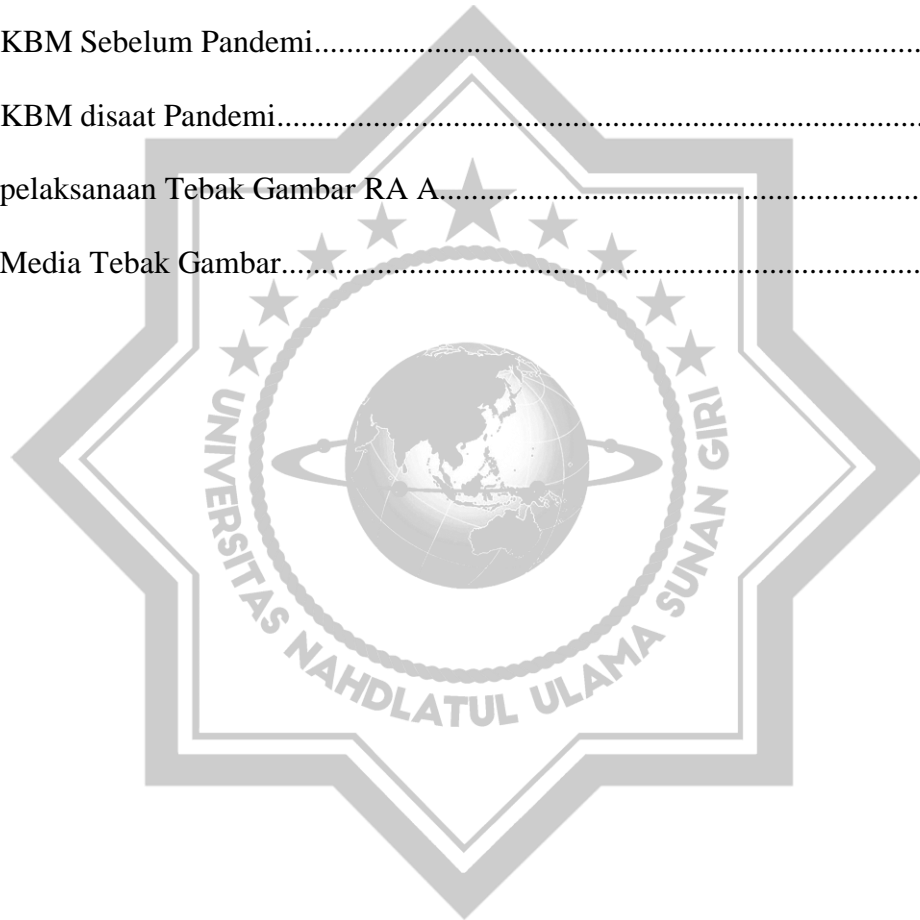 KBM Sebelum Pandemi................................................................................
KBM disaat Pandemi.....................................................................................
pelaksanaan Tebak Gambar RA A................................................................
Media Tebak Gambar....................................................................................
UNIVERSITAS NAHDLATUL ULAMA SUNAN GIRI